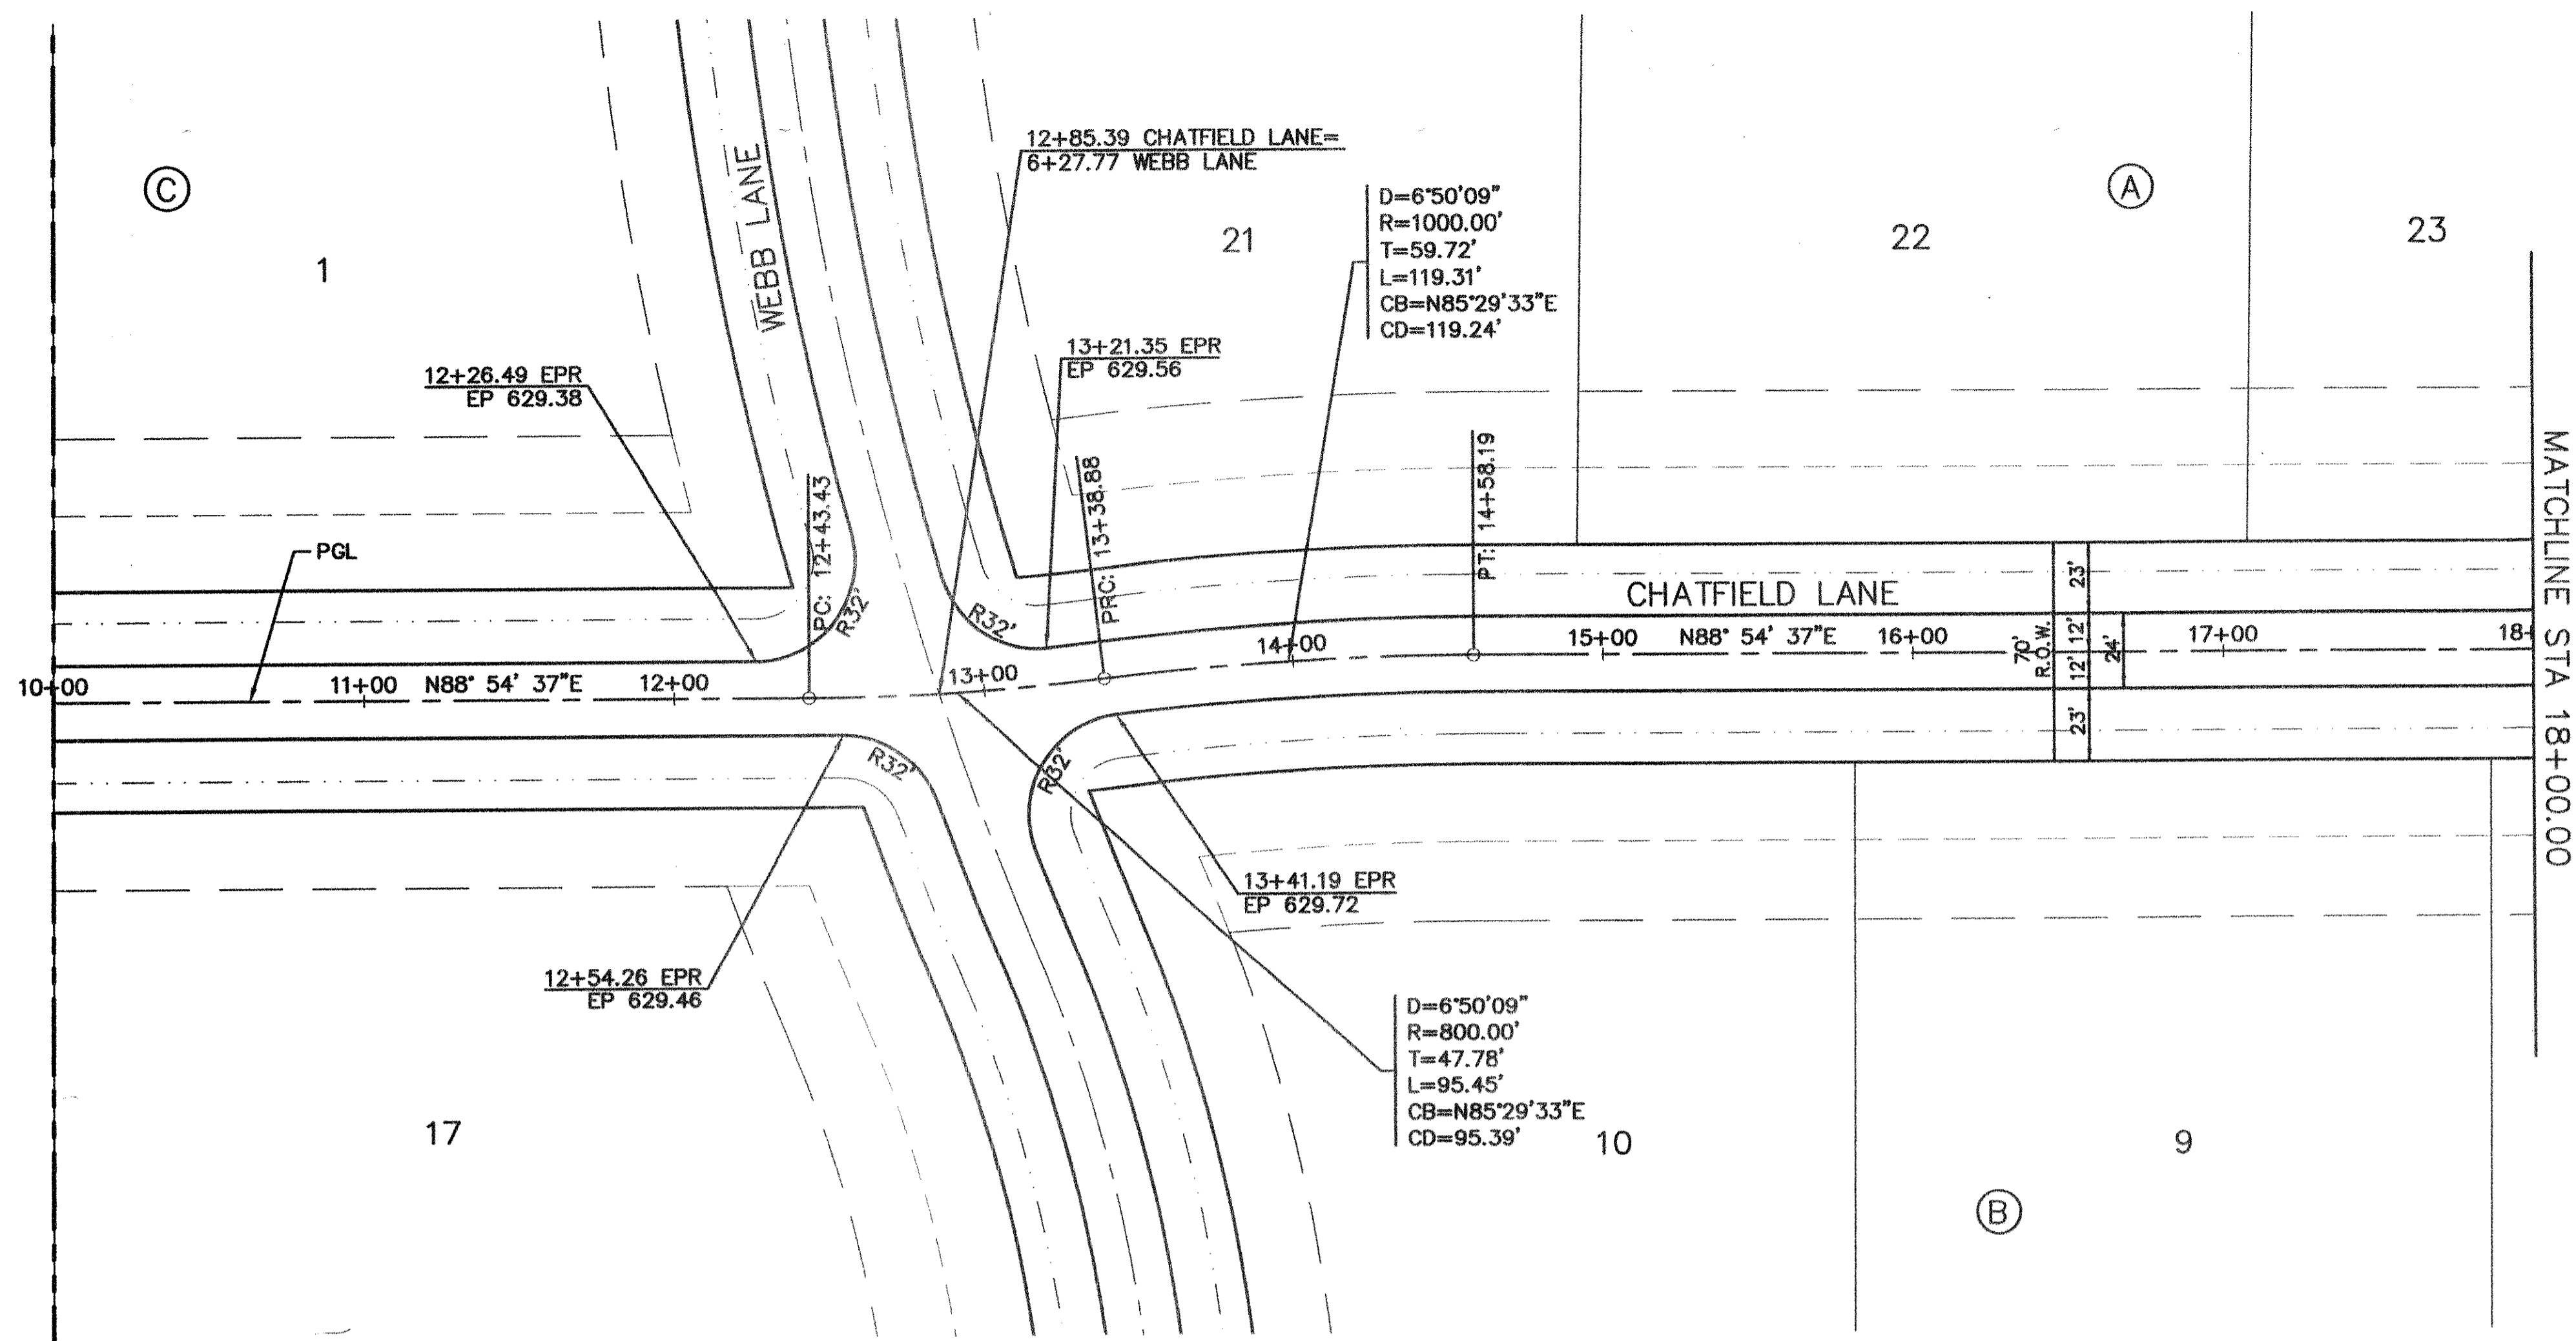 C
1
WEBB LANE
12+85.39 CHATFIELD LANE=
6+27.77 WEBB LANE
D=6°50'09"
R=1000.00'
T=59.72'
L=119.31'
CB=N85°29'33"E
CD=119.24'
21
22
A
23
12+26.49 EPR
EP 629.38
13+21.35 EPR
EP 629.56
PGL
PC: 12+43.43
R32'
R32'
PRC: 13+38.88
PT: 14+58.19
CHATFIELD LANE
10+00
11+00
N88° 54' 37"E
12+00
13+00
14+00
15+00
N88° 54' 37"E
16+00
70'
R.O.W.
23'
12'
12'
23'
24'
17+00
18+
MATCHLINE STA 18+00.00
R32'
R32'
12+54.26 EPR
EP 629.46
13+41.19 EPR
EP 629.72
D=6°50'09"
R=800.00'
T=47.78'
L=95.45'
CB=N85°29'33"E
CD=95.39'
17
10
9
B